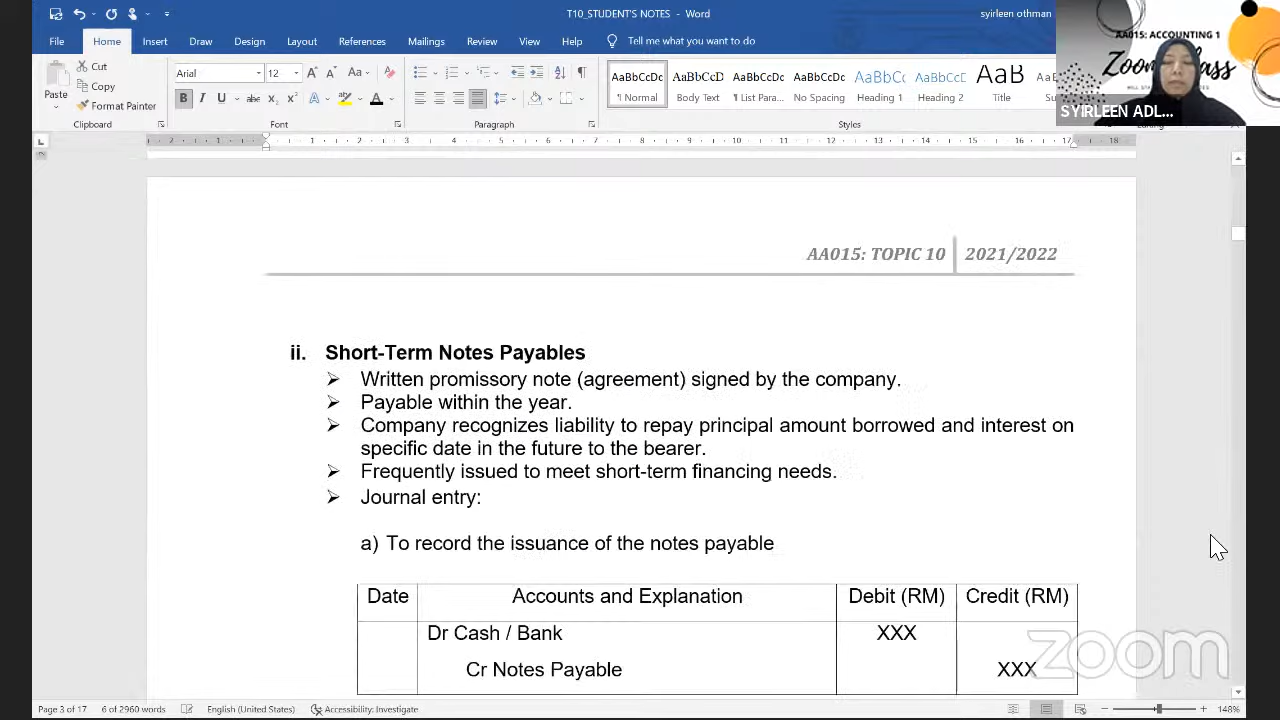 T10_STUDENT'S NOTES - Word
syirleen othman
File Home Insert Draw Design Layout References Mailings Review View Help Tell me what you want to do
AA015: ACCOUNTING 1
SYIRLEEN ADL...
Paste
Cut
Copy
Format Painter
Arial 12
AaBbCcDc AaBbCcD AaBbCcDc AaBbCcDc AaBbCc AaBbCcD AaB
Normal Body Text List Para... No Spacing Heading 1 Heading 2 Title
Clipboard Font Paragraph Styles
AA015: TOPIC 10 2021/2022
ii. Short-Term Notes Payables
Written promissory note (agreement) signed by the company.
Payable within the year.
Company recognizes liability to repay principal amount borrowed and interest on
specific date in the future to the bearer.
Frequently issued to meet short-term financing needs.
Journal entry:
a) To record the issuance of the notes payable
Date Accounts and Explanation Debit (RM) Credit (RM)
Dr Cash / Bank XXX
Cr Notes Payable XXX
zoom
Page 3 of 17 6 of 2960 words English (United States) Accessibility: Investigate 148%